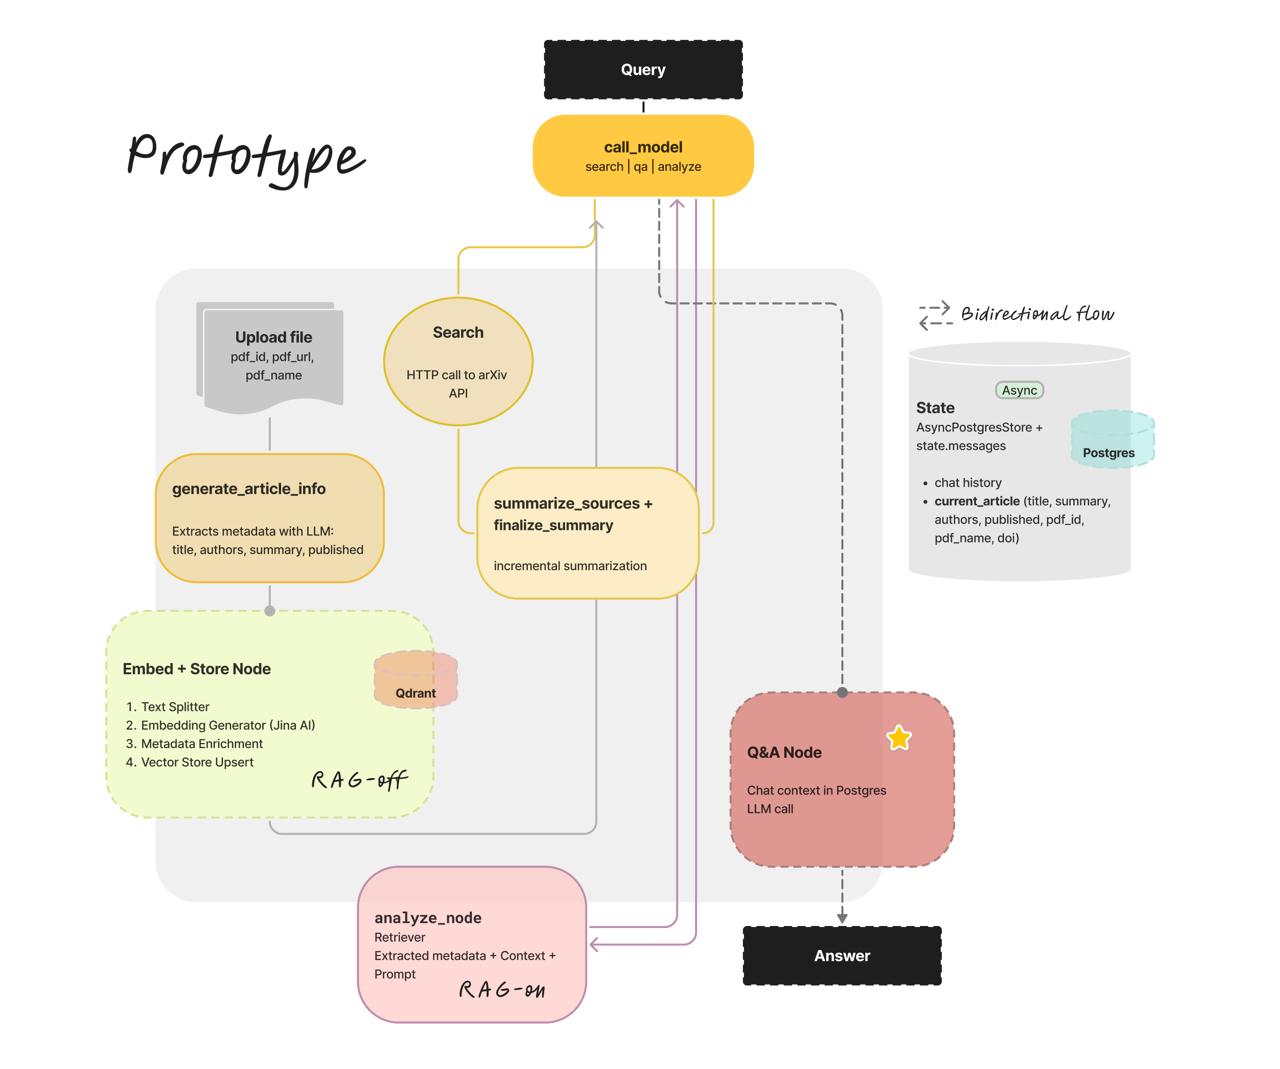 Query
Prototype
call_model
search | qa | analyze
Upload file
pdf_id, pdf_url,
pdf_name
Search
HTTP call to arXiv
API
Bidirectional flow
Async
State
AsyncPostgresStore +
state.messages
Postgres
• chat history
• current_article (title, summary,
authors, published, pdf_id,
pdf_name, doi)
generate_article_info
Extracts metadata with LLM:
title, authors, summary, published
summarize_sources +
finalize_summary
incremental summarization
Embed + Store Node
Qdrant
1. Text Splitter
2. Embedding Generator (Jina AI)
3. Metadata Enrichment
4. Vector Store Upsert
RAG-off
Q&A Node
Chat context in Postgres
LLM call
analyze_node
Retriever
Extracted metadata + Context +
Prompt
RAG-on
Answer